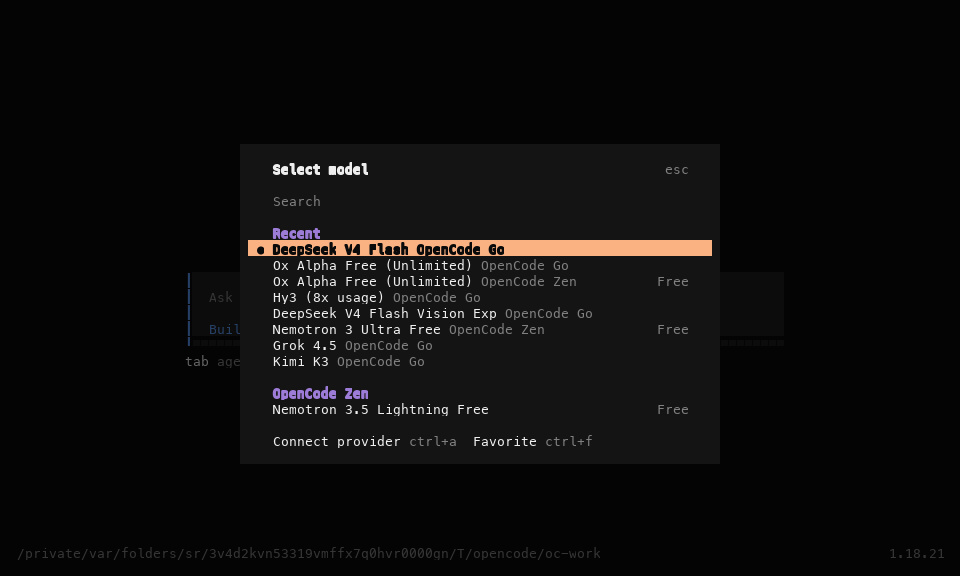 Select model esc
Search
Recent
● DeepSeek V4 Flash OpenCode Go
Ox Alpha Free (Unlimited) OpenCode Go
Ox Alpha Free (Unlimited) OpenCode Zen Free
Hy3 (8x usage) OpenCode Go
Ask
DeepSeek V4 Flash Vision Exp OpenCode Go
Buil
Nemotron 3 Ultra Free OpenCode Zen Free
Grok 4.5 OpenCode Go
tab age
Kimi K3 OpenCode Go
OpenCode Zen
Nemotron 3.5 Lightning Free Free
Connect provider ctrl+a Favorite ctrl+f
/private/var/folders/sr/3v4d2kvn53319vmffx7q0hvr0000gn/T/opencode/oc-work 1.18.21